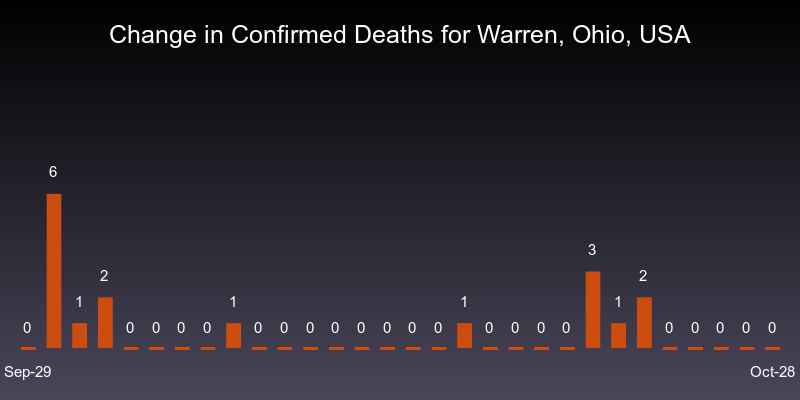 Change in Confirmed Deaths for Warren, Ohio, USA
6
3
2 2
1 1 1 1
0 0 0 0 0 0 0 0 0 0 0 0 0 0 0 0 0 0 0 0 0 0
Sep-29 Oct-28